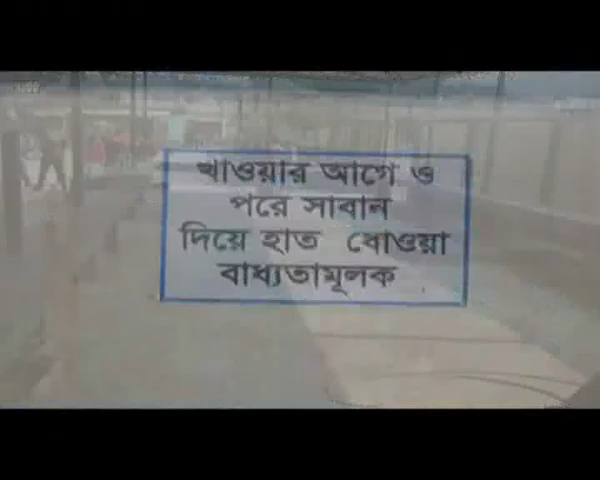 খাওয়ার আগে ও
পরে সাবান
দিয়ে হাত ধোওয়া
বাধ্যতামূলক